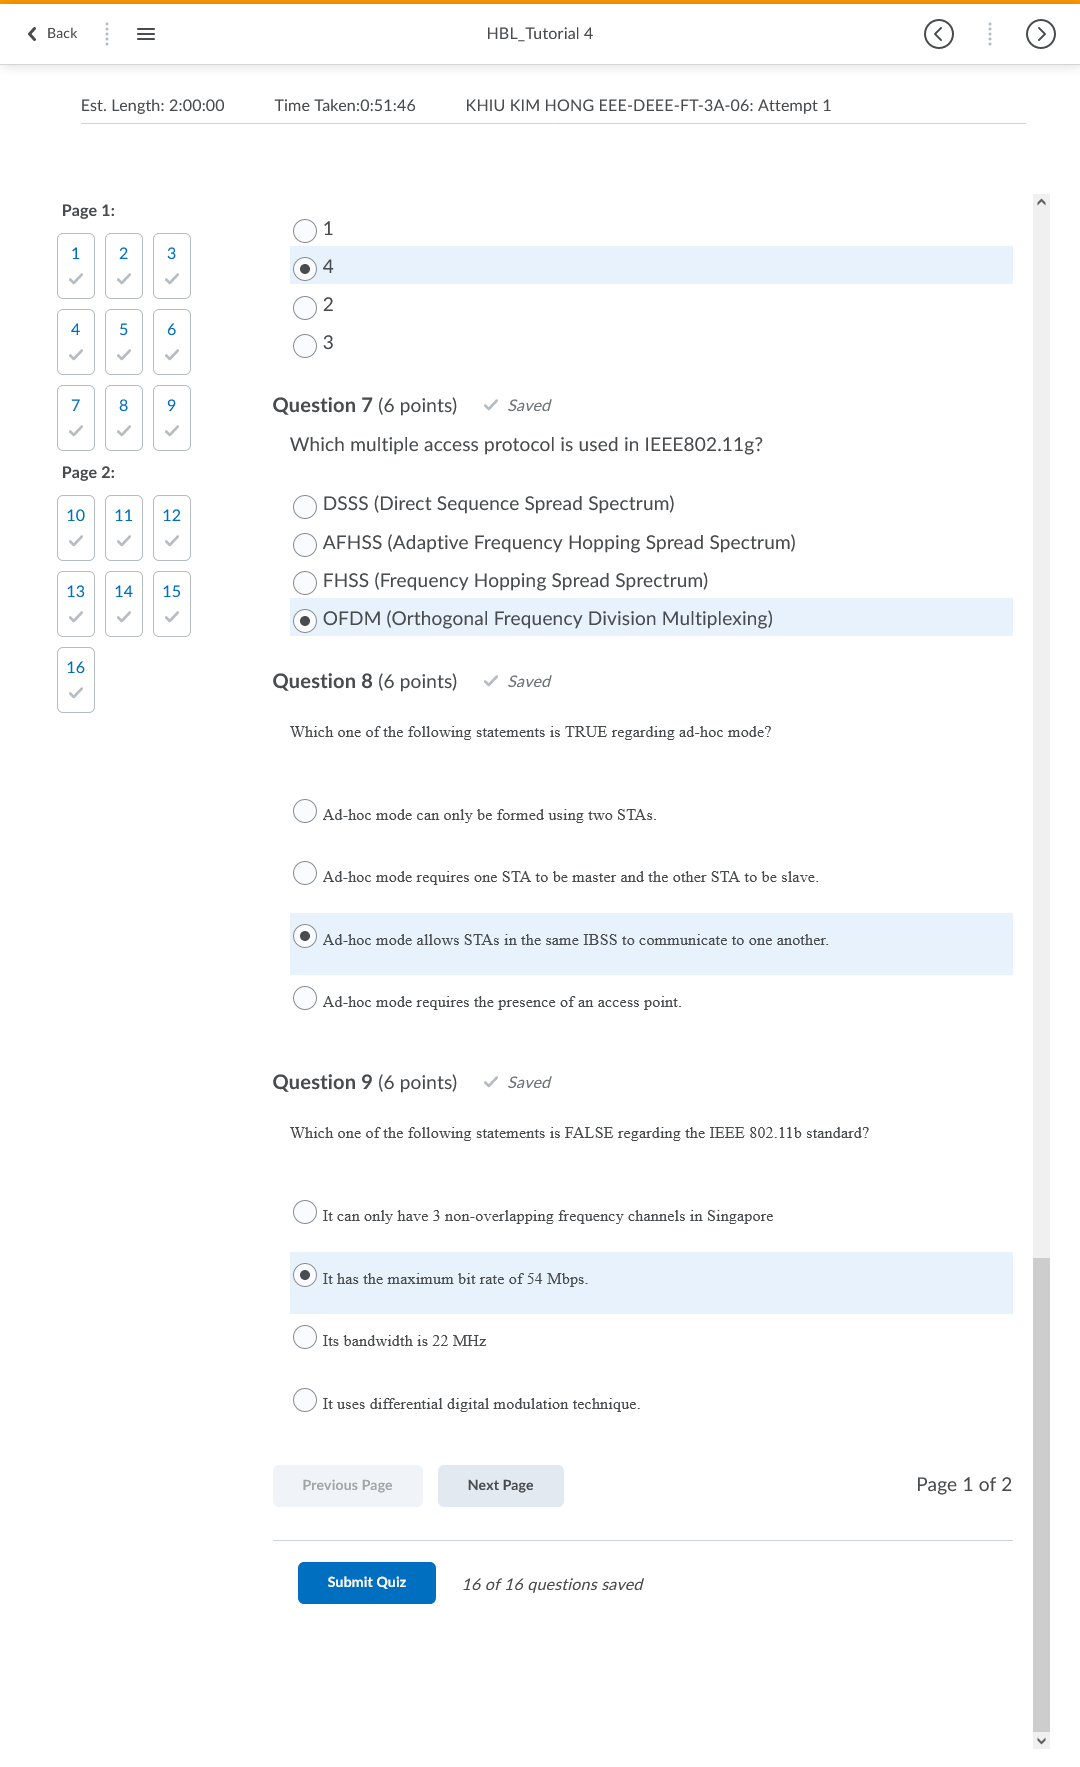 Back
HBL_Tutorial 4
Est. Length: 2:00:00 Time Taken:0:51:46 KHIU KIM HONG EEE-DEEE-FT-3A-06: Attempt 1
Page 1:
1 2 3
4 5 6
7 8 9
Page 2:
10 11 12
13 14 15
16
1
4
2
3
Question 7 (6 points) Saved
Which multiple access protocol is used in IEEE802.11g?
DSSS (Direct Sequence Spread Spectrum)
AFHSS (Adaptive Frequency Hopping Spread Spectrum)
FHSS (Frequency Hopping Spread Sprectrum)
OFDM (Orthogonal Frequency Division Multiplexing)
Question 8 (6 points) Saved
Which one of the following statements is TRUE regarding ad-hoc mode?
Ad-hoc mode can only be formed using two STAs.
Ad-hoc mode requires one STA to be master and the other STA to be slave.
Ad-hoc mode allows STAs in the same IBSS to communicate to one another.
Ad-hoc mode requires the presence of an access point.
Question 9 (6 points) Saved
Which one of the following statements is FALSE regarding the IEEE 802.11b standard?
It can only have 3 non-overlapping frequency channels in Singapore
It has the maximum bit rate of 54 Mbps.
Its bandwidth is 22 MHz
It uses differential digital modulation technique.
Previous Page Next Page Page 1 of 2
Submit Quiz 16 of 16 questions saved